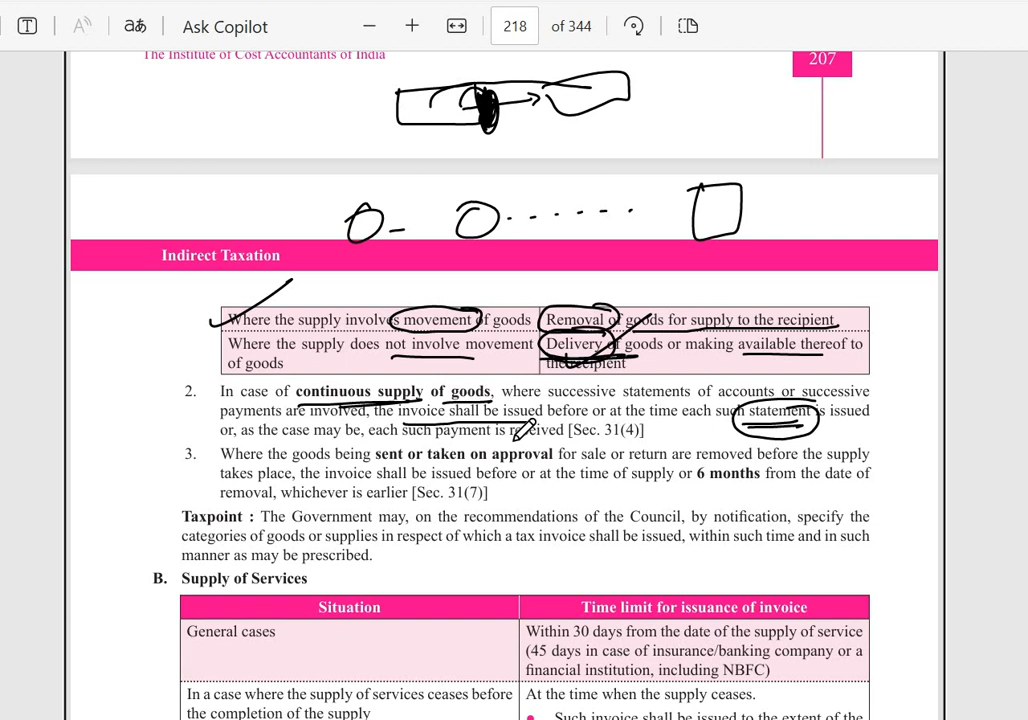 Ask Copilot
218 of 344
The Institute of Cost Accountants of India
207
Indirect Taxation
Where the supply involves movement of goods Removal of goods for supply to the recipient
Where the supply does not involve movement Delivery of goods or making available thereof to
of goods the recipient
2. In case of continuous supply of goods, where successive statements of accounts or successive
payments are involved, the invoice shall be issued before or at the time each such statement is issued
or, as the case may be, each such payment is received [Sec. 31(4)]
3. Where the goods being sent or taken on approval for sale or return are removed before the supply
takes place, the invoice shall be issued before or at the time of supply or 6 months from the date of
removal, whichever is earlier [Sec. 31(7)]
Taxpoint : The Government may, on the recommendations of the Council, by notification, specify the
categories of goods or supplies in respect of which a tax invoice shall be issued, within such time and in such
manner as may be prescribed.
B. Supply of Services
Situation Time limit for issuance of invoice
General cases Within 30 days from the date of the supply of service
(45 days in case of insurance/banking company or a
financial institution, including NBFC)
In a case where the supply of services ceases before At the time when the supply ceases.
the completion of the supply Such invoice shall be issued to the extent of the